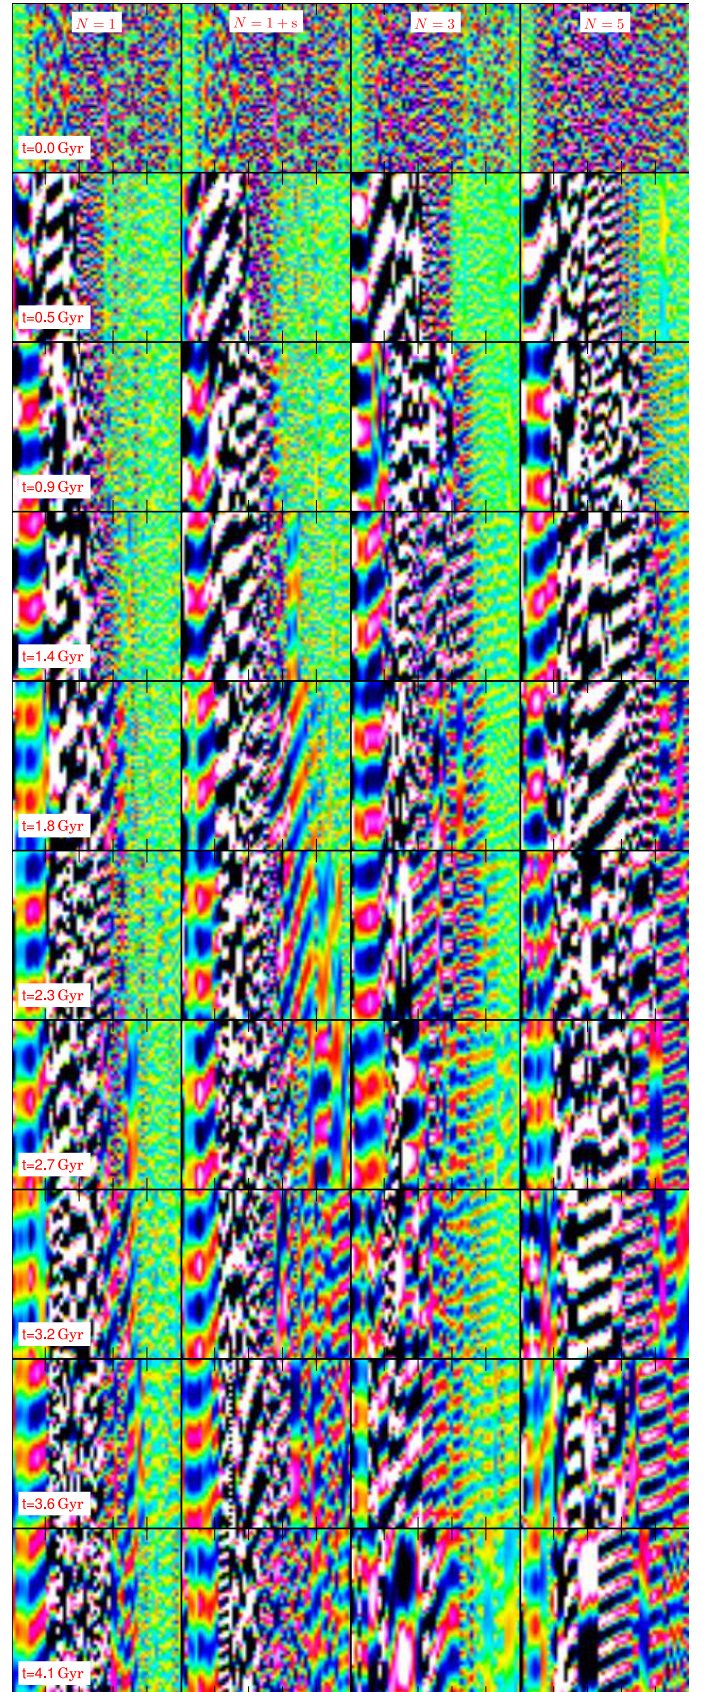 N = 1
N = 1 + s
N = 3
N = 5
t=0.0 Gyr
t=0.5 Gyr
t=0.9 Gyr
t=1.4 Gyr
t=1.8 Gyr
t=2.3 Gyr
t=2.7 Gyr
t=3.2 Gyr
t=3.6 Gyr
t=4.1 Gyr